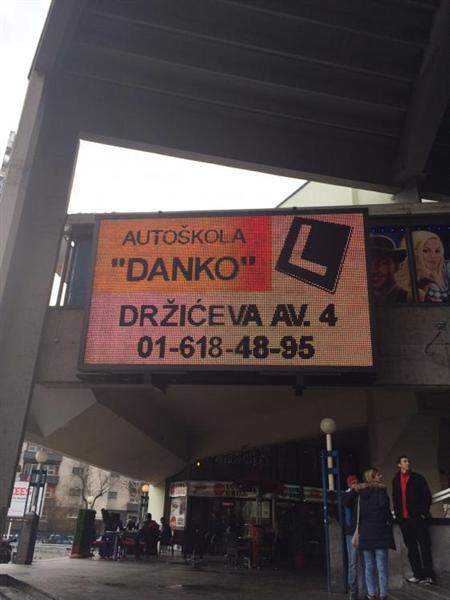 AUTOŠKOLA
"DANKO"
L
DRŽIĆEVA AV. 4
01-618-48-95